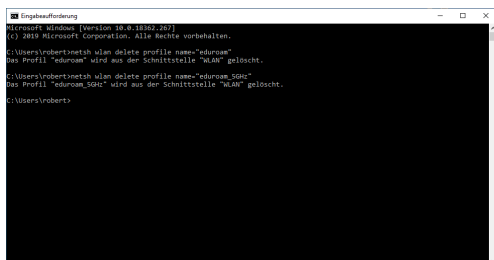 Eingabeaufforderung
Microsoft Windows [Version 10.0.18362.267]
(c) 2019 Microsoft Corporation. Alle Rechte vorbehalten.
C:\Users\robert>netsh wlan delete profile name="eduroam"
Das Profil "eduroam" wird aus der Schnittstelle "WLAN" gelöscht.
C:\Users\robert>netsh wlan delete profile name="eduroam_5GHz"
Das Profil "eduroam_5GHz" wird aus der Schnittstelle "WLAN" gelöscht.
C:\Users\robert>